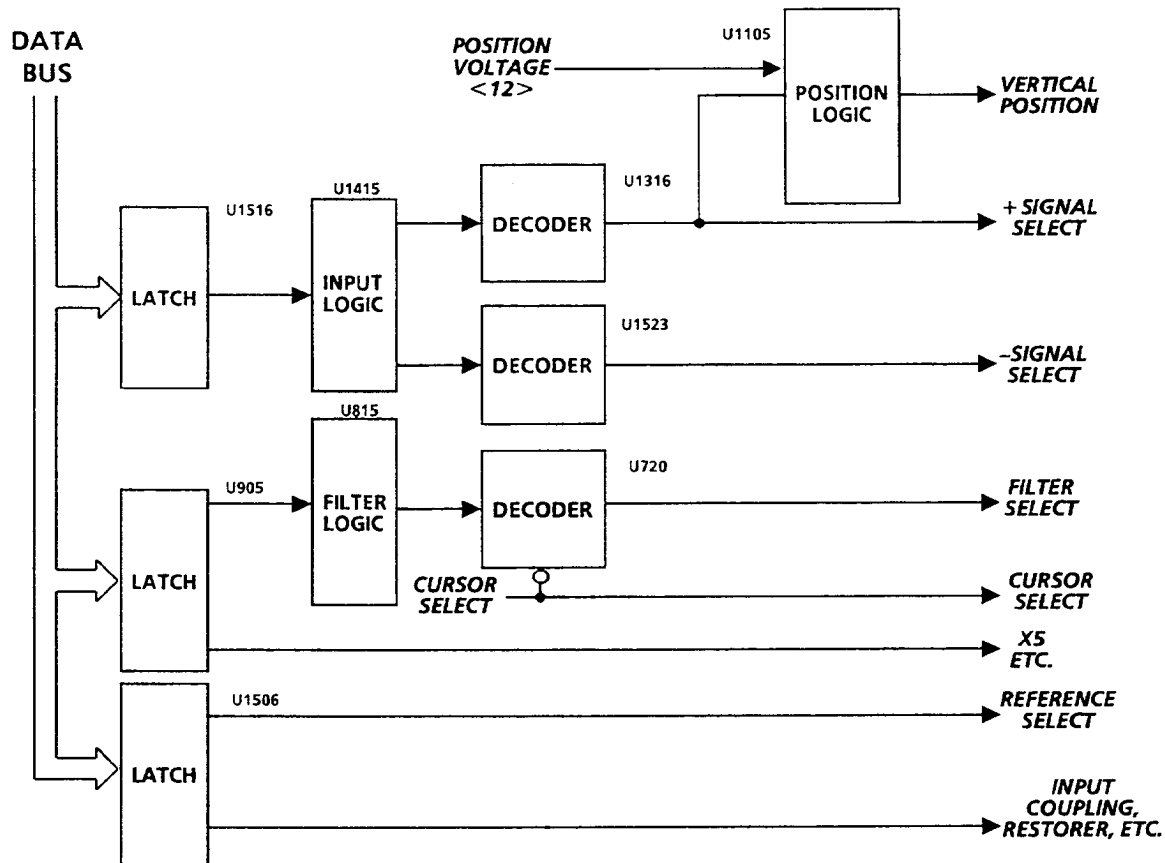 DATA
BUS
POSITION
VOLTAGE
<12>
U1105
POSITION
LOGIC
VERTICAL
POSITION
U1516
LATCH
U1415
INPUT
LOGIC
DECODER
U1316
+ SIGNAL
SELECT
DECODER
U1523
–SIGNAL
SELECT
LATCH
U905
U815
FILTER
LOGIC
DECODER
U720
FILTER
SELECT
CURSOR
SELECT
CURSOR
SELECT
X5
ETC.
LATCH
U1506
REFERENCE
SELECT
INPUT
COUPLING,
RESTORER, ETC.